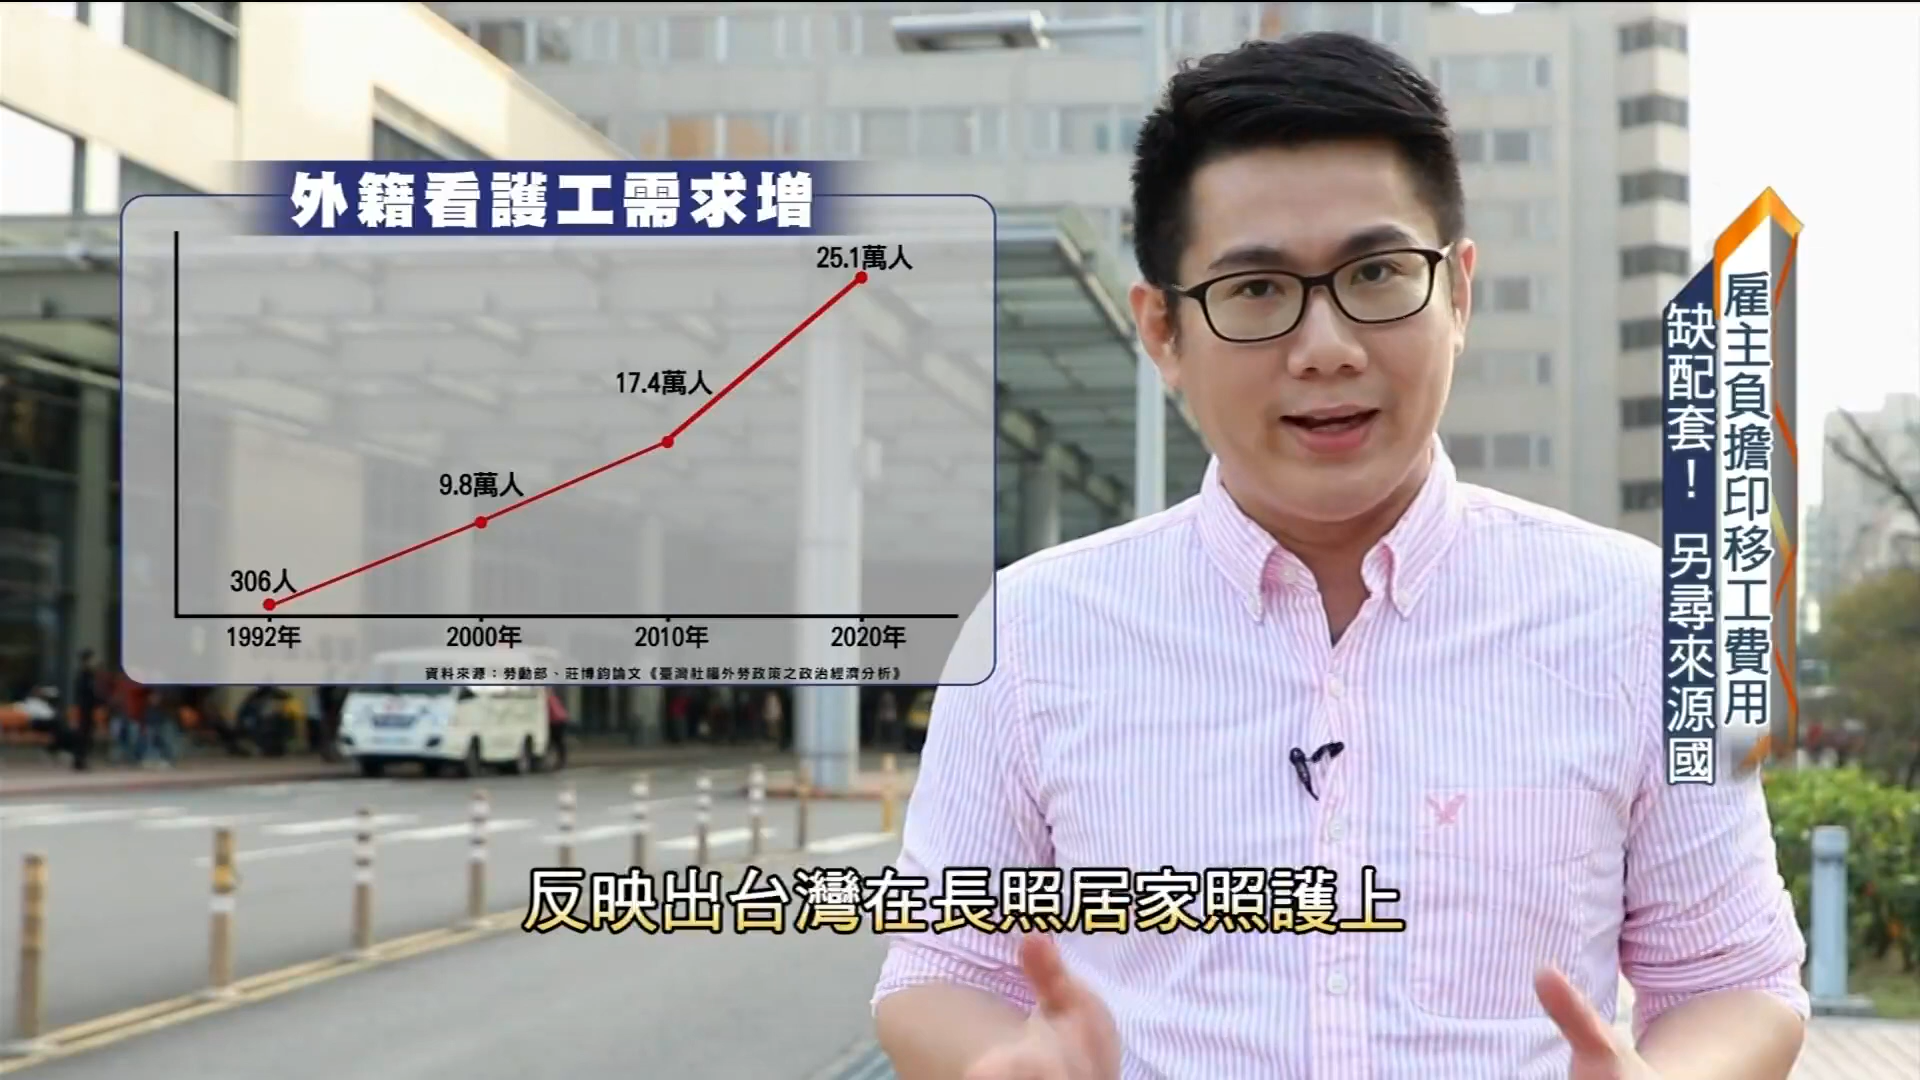 外籍看護工需求增
25.1萬人
17.4萬人
9.8萬人
306人
1992年 2000年 2010年 2020年
資料來源：勞動部、莊博鈞論文《臺灣社福外勞政策之政治經濟分析》
雇主負擔印移工費用
缺配套！ 另尋來源國
反映出台灣在長照居家照護上